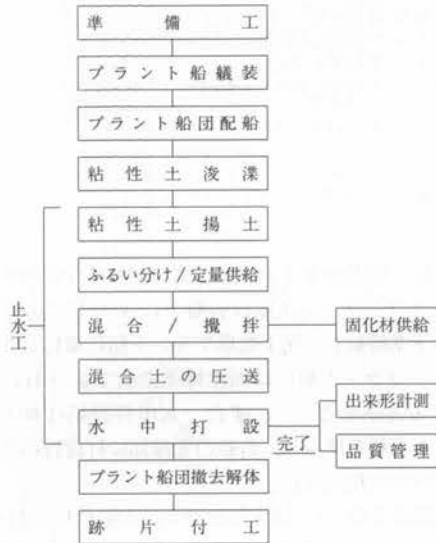 準備工
プラント船艤装
プラント船団配船
粘性土浚渫
粘性土揚土
ふるい分け/定量供給
止水工
混合/攪拌
固化材供給
混合土の圧送
水中打設
完了
出来形計測
品質管理
プラント船団撤去解体
跡片付工